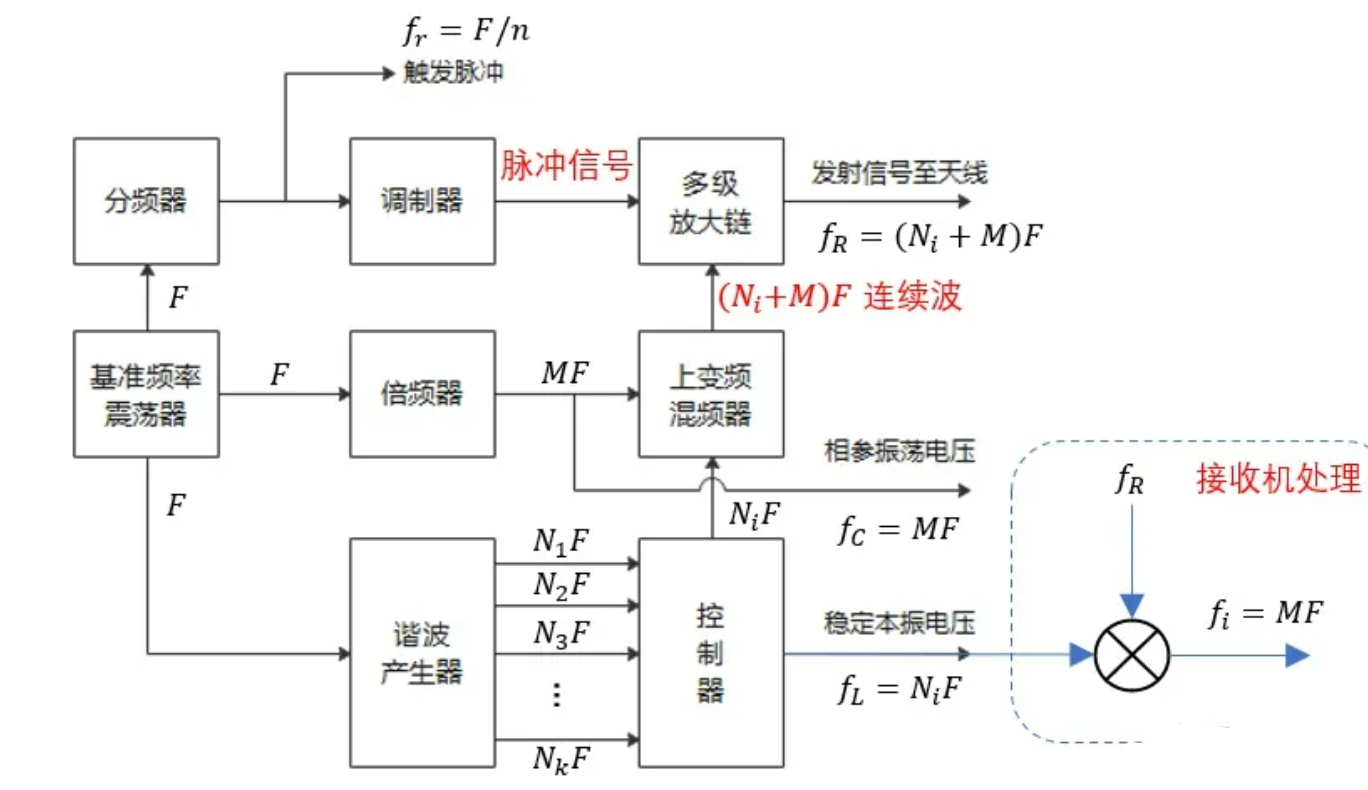 f_r = F/n
触发脉冲
分频器
调制器
脉冲信号
多级
放大链
发射信号至天线
f_R = (N_i + M)F
F
(N_i+M)F 连续波
基准频率
震荡器
F
倍频器
MF
上变频
混频器
相参振荡电压
f_R
接收机处理
F
N_iF
f_C = MF
N_1F
N_2F
N_3F
⋮
N_kF
谐波
产生器
控
制
器
稳定本振电压
f_L = N_iF
f_i = MF